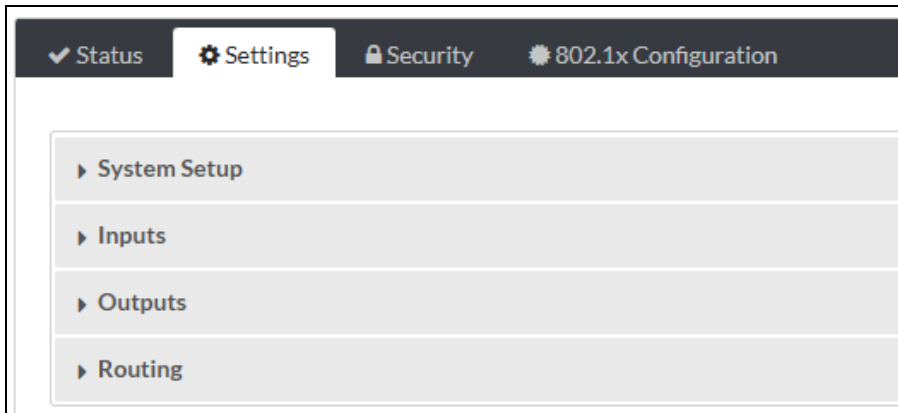 Status Settings Security 802.1x Configuration
System Setup
Inputs
Outputs
Routing